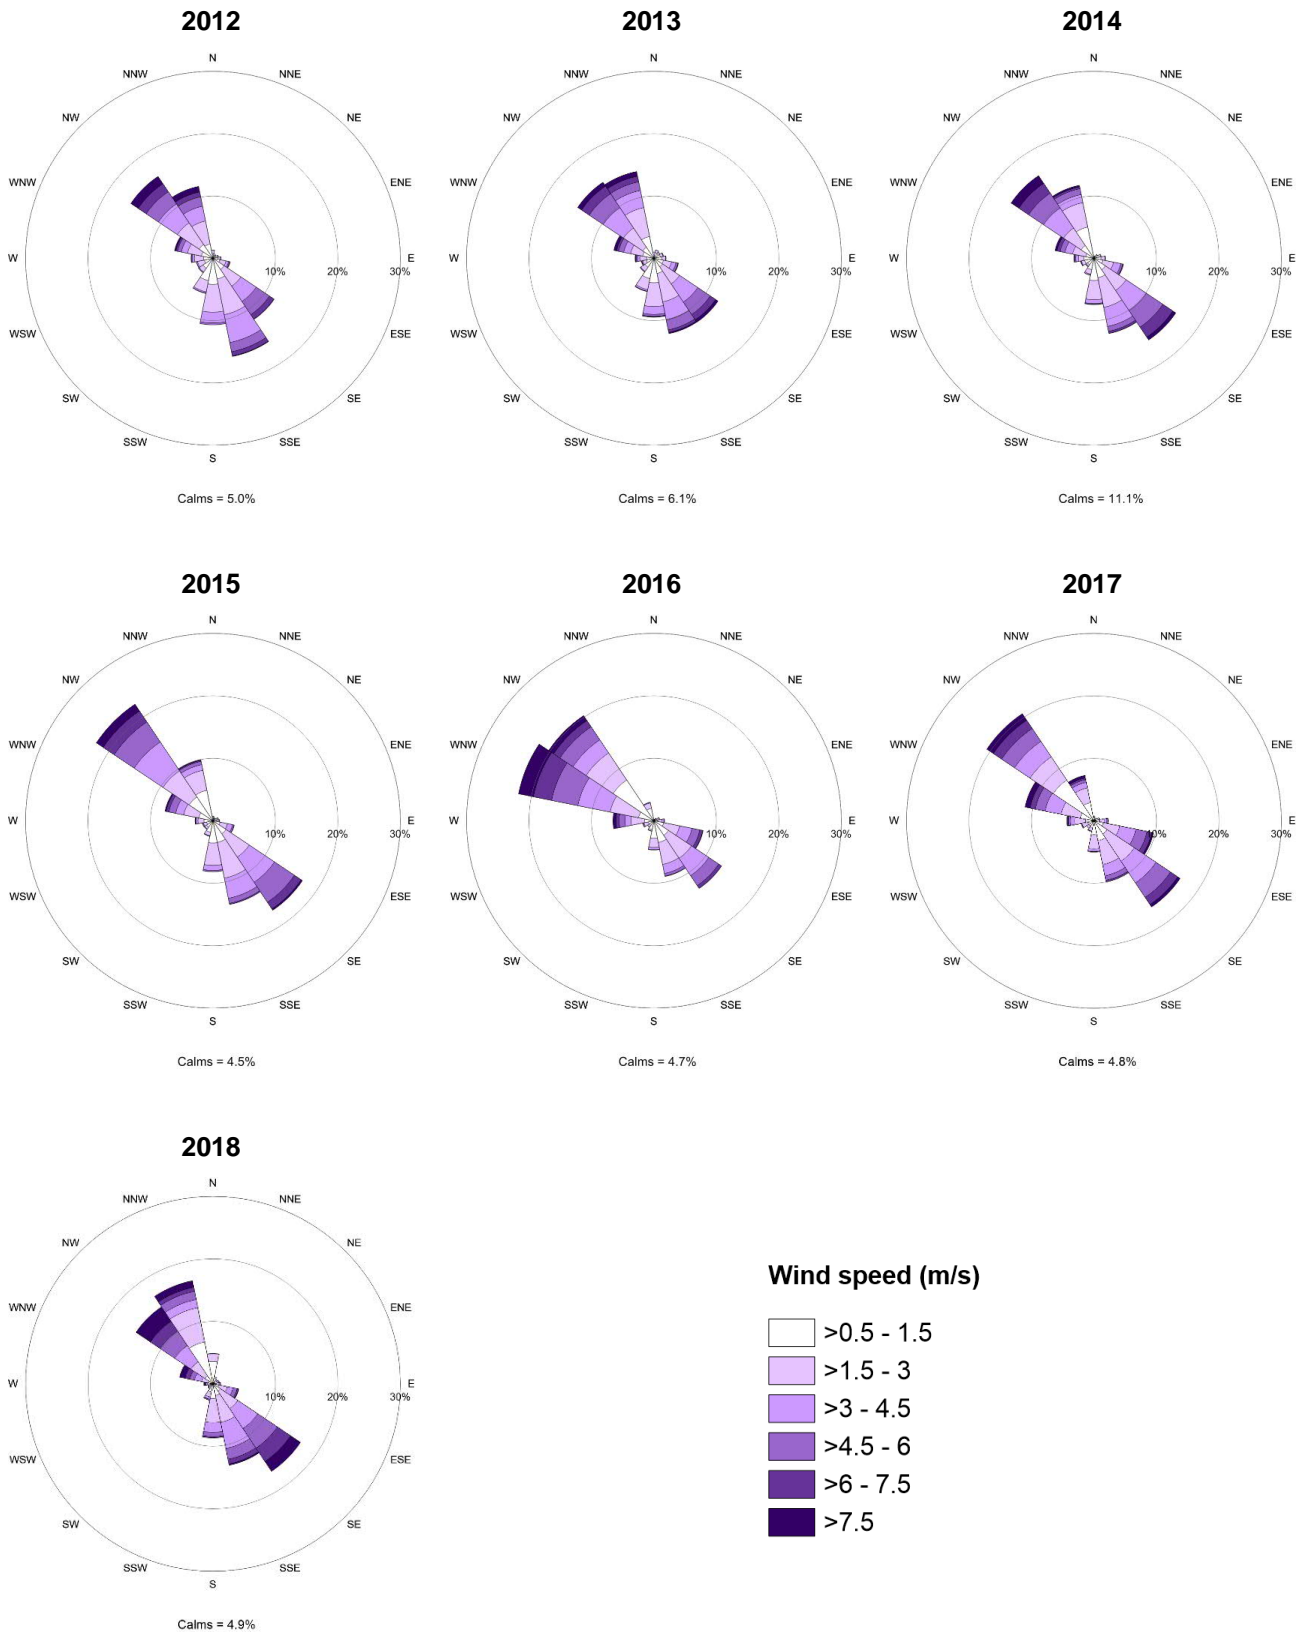 2012
N
NNW NNE
NW NE
WNW ENE
W E
10% 20% 30%
WSW ESE
SW SE
SSW SSE
S
Calms = 5.0%
2013
N
NNW NNE
NW NE
WNW ENE
W E
10% 20% 30%
WSW ESE
SW SE
SSW SSE
S
Calms = 6.1%
2014
N
NNW NNE
NW NE
WNW ENE
W E
10% 20% 30%
WSW ESE
SW SE
SSW SSE
S
Calms = 11.1%
2015
N
NNW NNE
NW NE
WNW ENE
W E
10% 20% 30%
WSW ESE
SW SE
SSW SSE
S
Calms = 4.5%
2016
N
NNW NNE
NW NE
WNW ENE
W E
10% 20% 30%
WSW ESE
SW SE
SSW SSE
S
Calms = 4.7%
2017
N
NNW NNE
NW NE
WNW ENE
W E
10% 20% 30%
WSW ESE
SW SE
SSW SSE
S
Calms = 4.8%
2018
N
NNW NNE
NW NE
WNW ENE
W E
10% 20% 30%
WSW ESE
SW SE
SSW SSE
S
Calms = 4.9%
Wind speed (m/s)
>0.5 - 1.5
>1.5 - 3
>3 - 4.5
>4.5 - 6
>6 - 7.5
>7.5